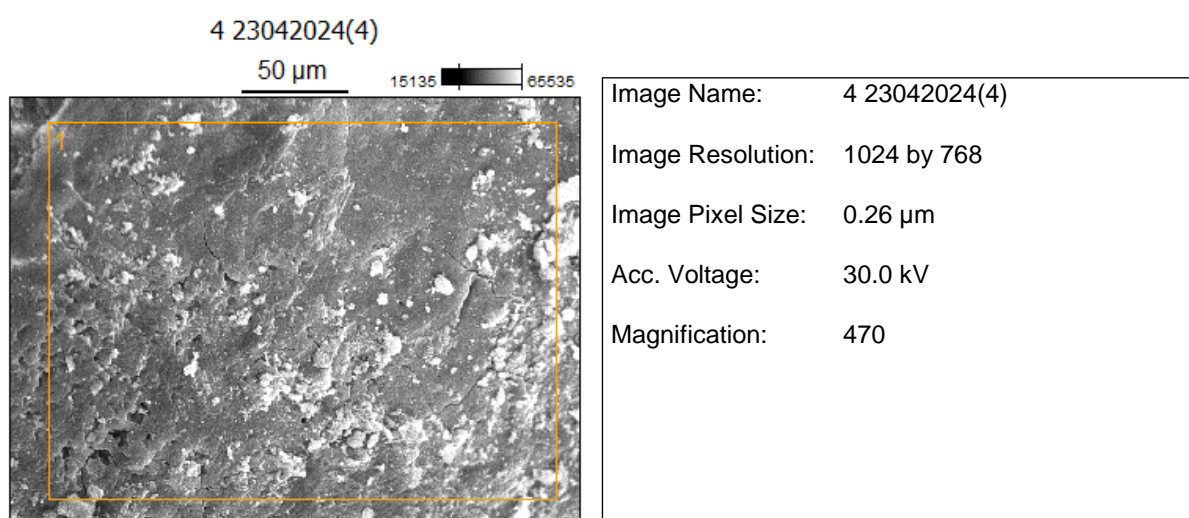 4 23042024(4)
50 µm
15135 65535
1
Image Name: 4 23042024(4)
Image Resolution: 1024 by 768
Image Pixel Size: 0.26 µm
Acc. Voltage: 30.0 kV
Magnification: 470